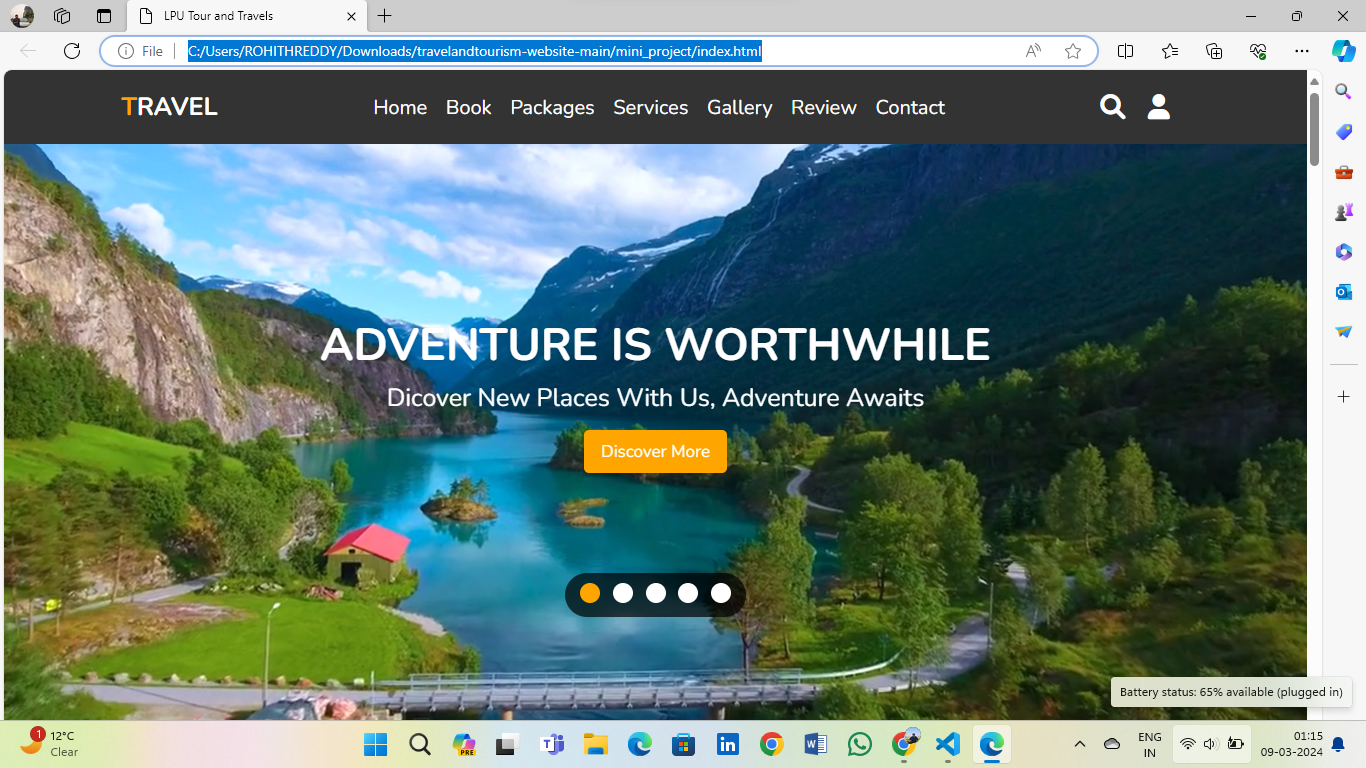 LPU Tour and Travels
File
C:/Users/ROHITHREDDY/Downloads/travelandtourism-website-main/mini_project/index.html
TRAVEL
Home Book Packages Services Gallery Review Contact
ADVENTURE IS WORTHWHILE
Dicover New Places With Us, Adventure Awaits
Discover More
Battery status: 65% available (plugged in)
1
12°C
Clear
PRE
ENG
IN
01:15
09-03-2024